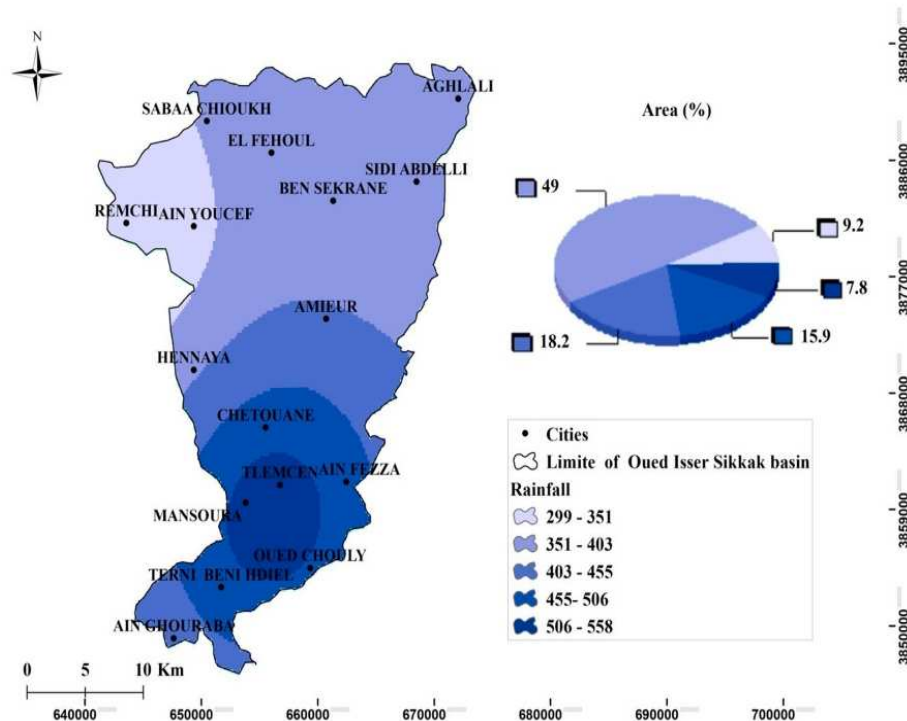 N
AGHLALI
SABAA CHIOUKH
EL FEHOUL
SIDI ABDELLI
BEN SEKRANE
REMCHI
AIN YOUCEF
AMIEUR
HENNAYA
CHETOUANE
TLEMCEN
AIN FEZZA
MANSOURA
OUED CHOULY
TERNI BENI HDIEL
AIN GHOURABA
0 5 10 Km
640000 650000 660000 670000 680000 690000 700000
Area (%)
49
9.2
7.8
15.9
18.2
Cities
Limite of Oued Isser Sikkak basin
Rainfall
299 - 351
351 - 403
403 - 455
455- 506
506 - 558
3895000
3886000
3877000
3868000
3859000
3850000